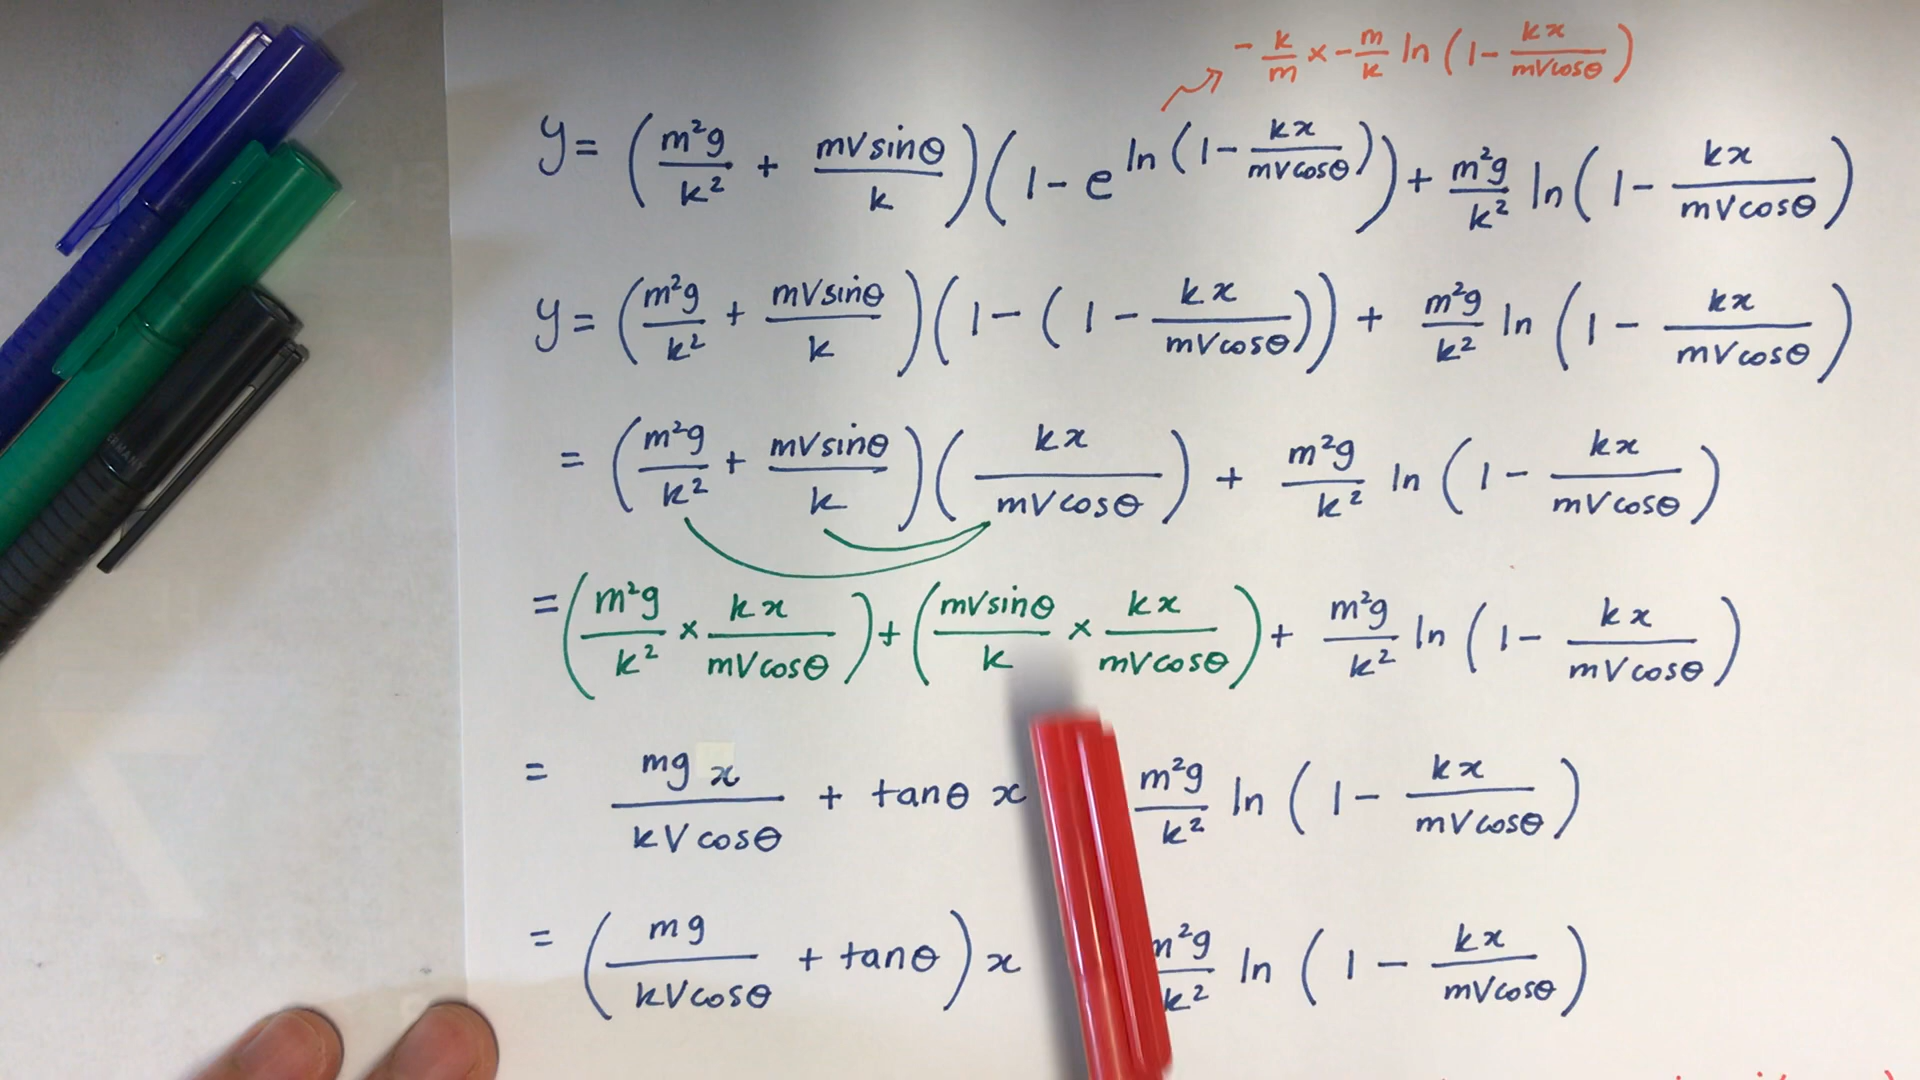 - k/m × - m/k ln (1 - kx/mVcosθ)
y = (m²g/k² + mVsinθ/k)(1 - e^ln(1 - kx/mVcosθ)) + m²g/k² ln(1 - kx/mVcosθ)
y = (m²g/k² + mVsinθ/k)(1 - (1 - kx/mVcosθ)) + m²g/k² ln(1 - kx/mVcosθ)
= (m²g/k² + mVsinθ/k)(kx/mVcosθ) + m²g/k² ln(1 - kx/mVcosθ)
= (m²g/k² × kx/mVcosθ) + (mVsinθ/k × kx/mVcosθ) + m²g/k² ln(1 - kx/mVcosθ)
= mgx/kVcosθ + tanθ x m²g/k² ln(1 - kx/mVcosθ)
= (mg/kVcosθ + tanθ)x m²g/k² ln(1 - kx/mVcosθ)